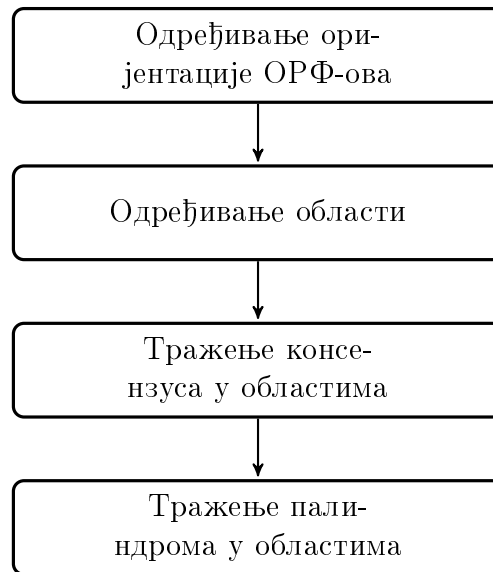 Одређивање ори-
јентације ОРФ-ова
Одређивање области
Тражење консе-
нзуса у областима
Тражење пали-
ндрома у областима